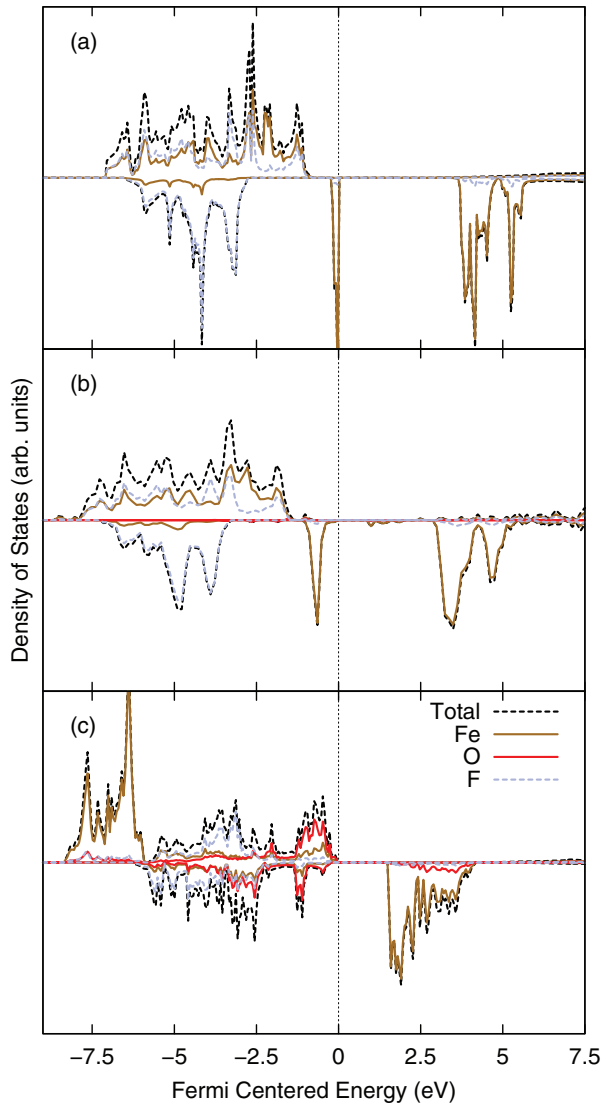 (a)
(b)
(c)
Total
Fe
O
F
Density of States (arb. units)
−7.5 −5 −2.5 0 2.5 5 7.5
Fermi Centered Energy (eV)